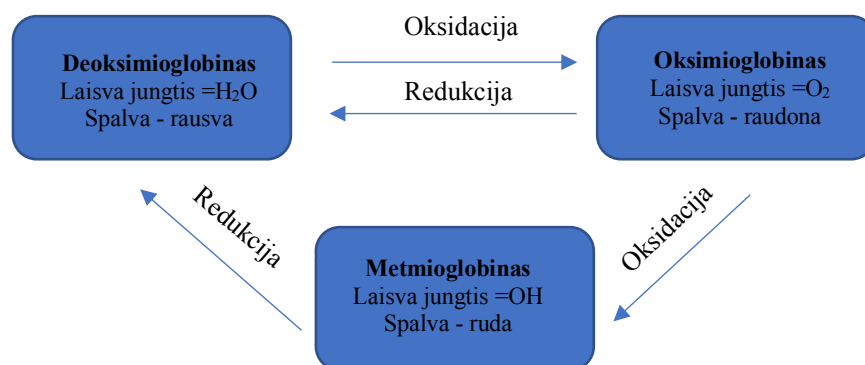 Deoksimioglobinas
Laisva jungtis =H₂O
Spalva - rausva
Oksidacija
Redukcija
Oksimioglobinas
Laisva jungtis =O₂
Spalva - raudona
Redukcija
Oksidacija
Metmioglobinas
Laisva jungtis =OH
Spalva - ruda